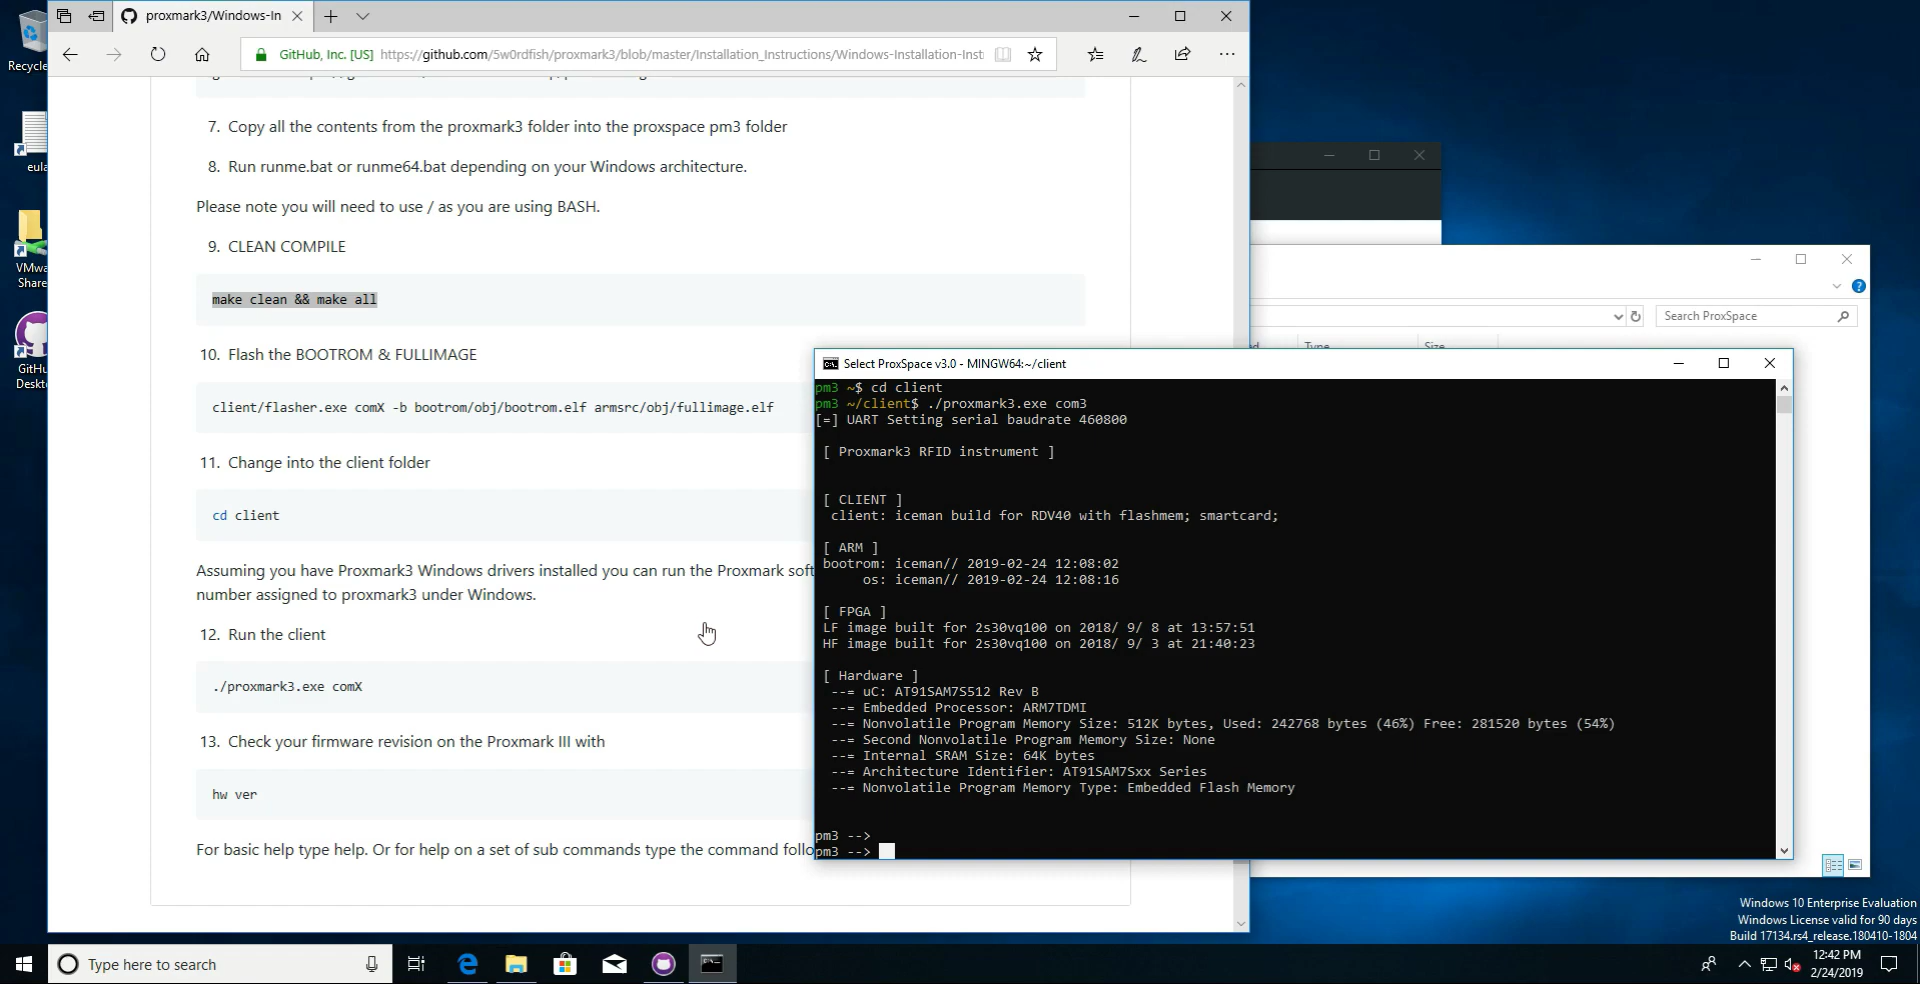 proxmark3/Windows-In
GitHub, Inc. [US] https://github.com/5w0rdfish/proxmark3/blob/master/Installation_Instructions/Windows-Installation-Inst
Recycle
eula
VMwa
Share
GitHu
Deskto
7. Copy all the contents from the proxmark3 folder into the proxspace pm3 folder
8. Run runme.bat or runme64.bat depending on your Windows architecture.
Please note you will need to use / as you are using BASH.
9. CLEAN COMPILE
make clean && make all
10. Flash the BOOTROM & FULLIMAGE
client/flasher.exe comX -b bootrom/obj/bootrom.elf armsrc/obj/fullimage.elf
11. Change into the client folder
cd client
Assuming you have Proxmark3 Windows drivers installed you can run the Proxmark soft
number assigned to proxmark3 under Windows.
12. Run the client
./proxmark3.exe comX
13. Check your firmware revision on the Proxmark III with
hw ver
For basic help type help. Or for help on a set of sub commands type the command follo
Search ProxSpace
Type
Size
Select ProxSpace v3.0 - MINGW64:~/client
pm3 ~$ cd client
pm3 ~/client$ ./proxmark3.exe com3
[=] UART Setting serial baudrate 460800
[ Proxmark3 RFID instrument ]
[ CLIENT ]
client: iceman build for RDV40 with flashmem; smartcard;
[ ARM ]
bootrom: iceman// 2019-02-24 12:08:02
os: iceman// 2019-02-24 12:08:16
[ FPGA ]
LF image built for 2s30vq100 on 2018/ 9/ 8 at 13:57:51
HF image built for 2s30vq100 on 2018/ 9/ 3 at 21:40:23
[ Hardware ]
--= uC: AT91SAM7S512 Rev B
--= Embedded Processor: ARM7TDMI
--= Nonvolatile Program Memory Size: 512K bytes, Used: 242768 bytes (46%) Free: 281520 bytes (54%)
--= Second Nonvolatile Program Memory Size: None
--= Internal SRAM Size: 64K bytes
--= Architecture Identifier: AT91SAM7Sxx Series
--= Nonvolatile Program Memory Type: Embedded Flash Memory
pm3 -->
pm3 -->
Windows 10 Enterprise Evaluation
Windows License valid for 90 days
Build 17134.rs4_release.180410-1804
Type here to search
12:42 PM
2/24/2019